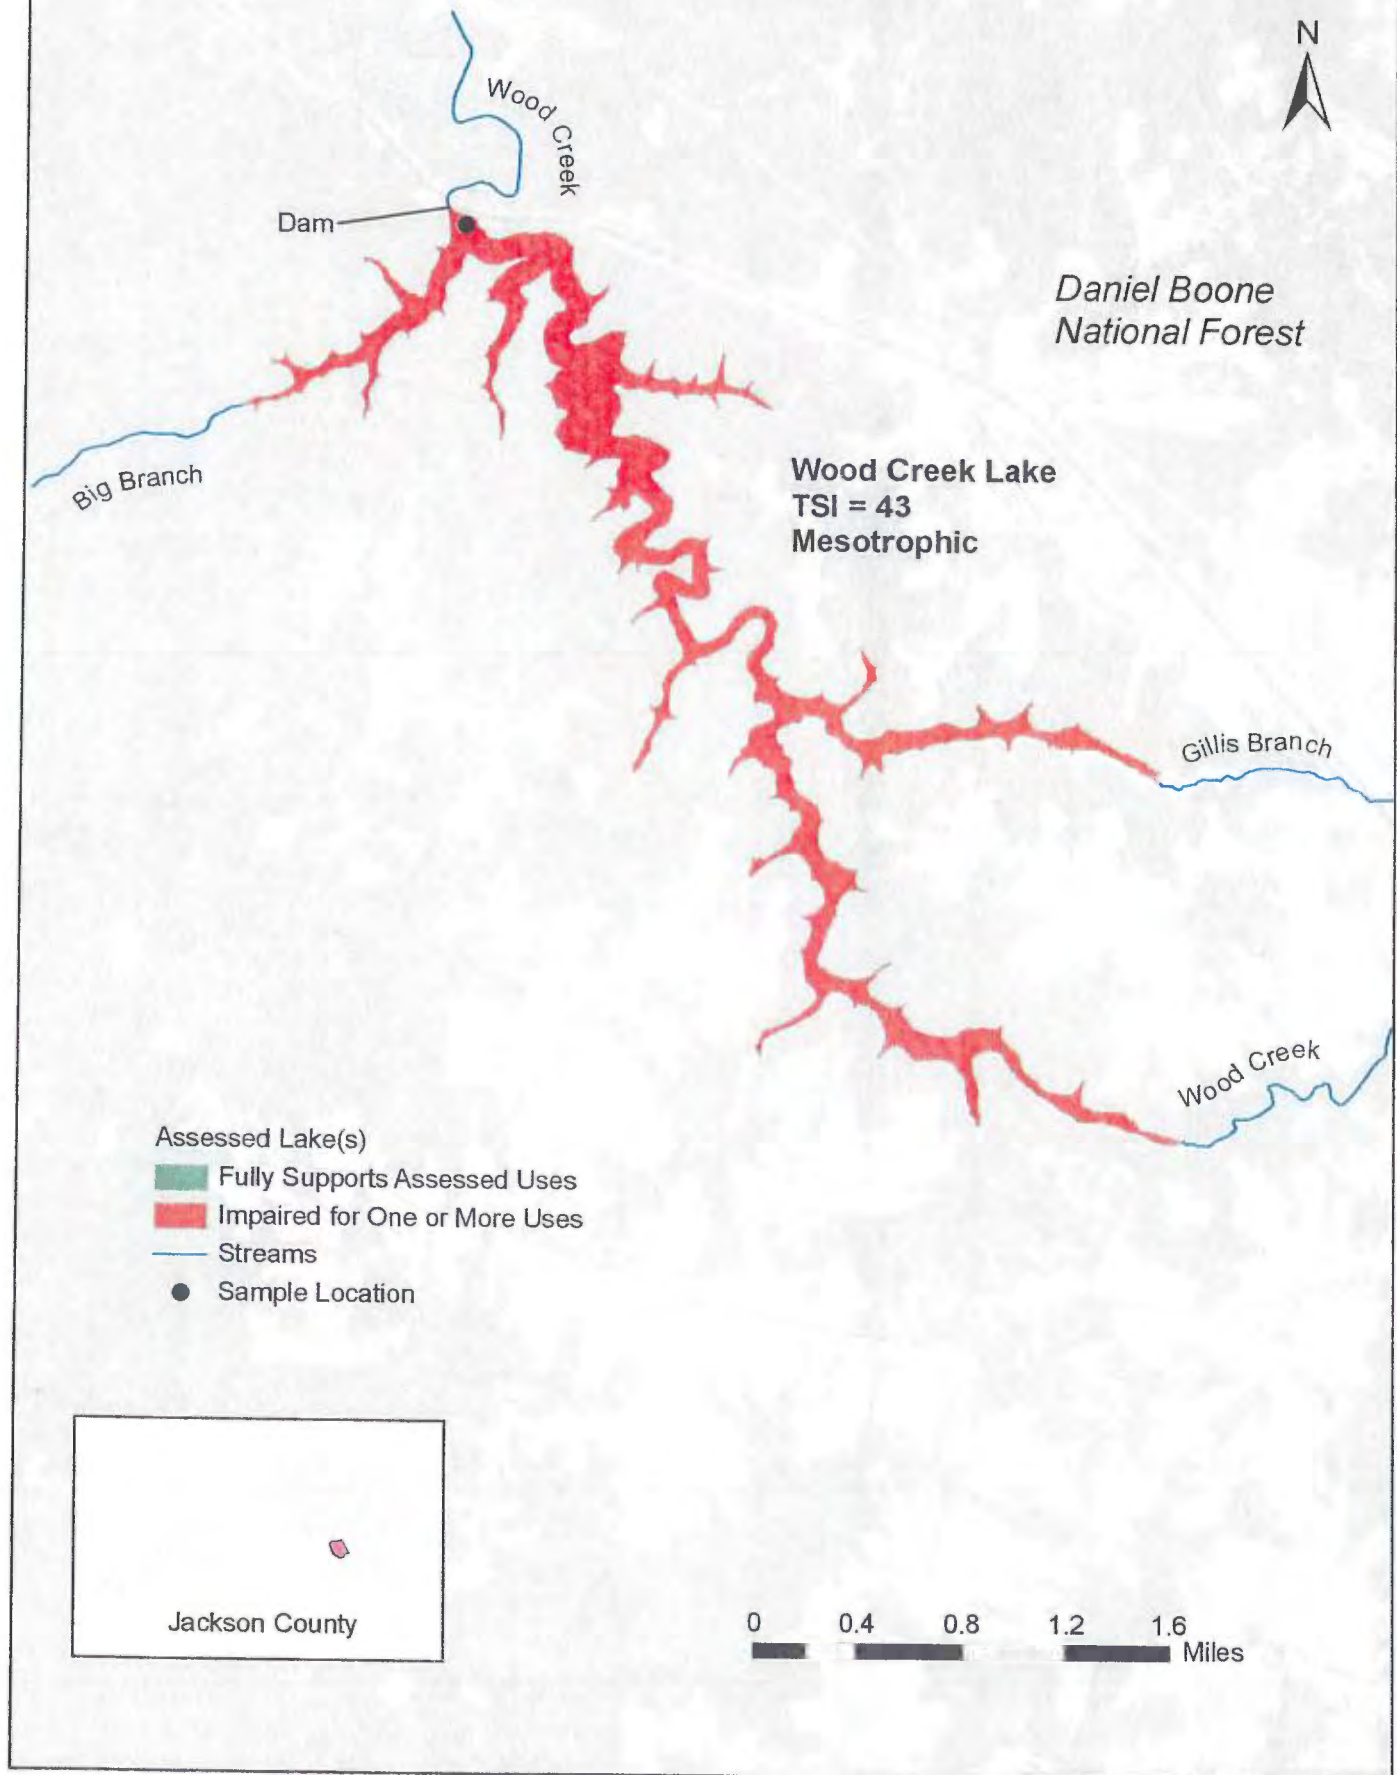 N
Wood Creek
Dam
Daniel Boone
National Forest
Big Branch
Wood Creek Lake
TSI = 43
Mesotrophic
Gillis Branch
Wood Creek
Assessed Lake(s)
Fully Supports Assessed Uses
Impaired for One or More Uses
Streams
Sample Location
Jackson County
0 0.4 0.8 1.2 1.6
Miles